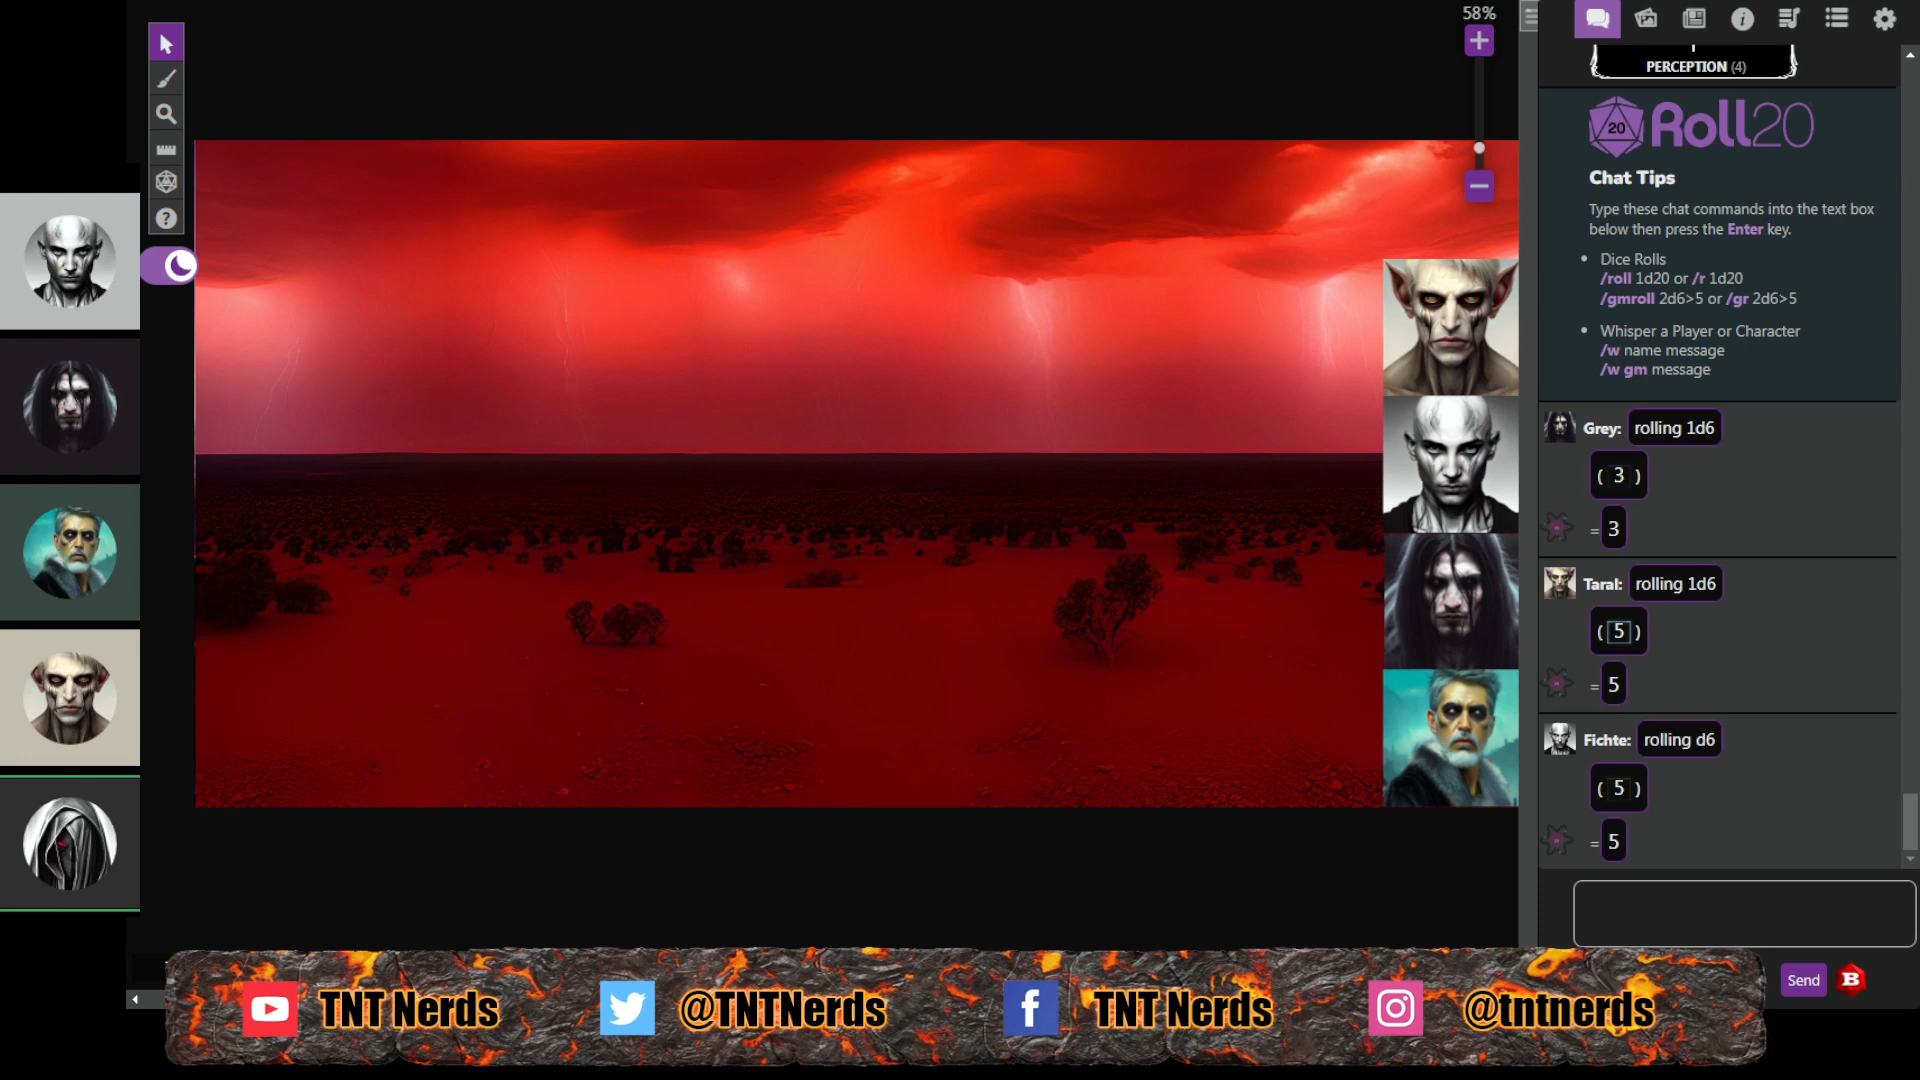 58%
PERCEPTION (4)
20
Roll20
Chat Tips
Type these chat commands into the text box
below then press the Enter key.
Dice Rolls
/roll 1d20 or /r 1d20
/gmroll 2d6>5 or /gr 2d6>5
Whisper a Player or Character
/w name message
/w gm message
Grey: rolling 1d6
( 3 )
= 3
Taral: rolling 1d6
( 5 )
= 5
Fichte: rolling d6
( 5 )
= 5
Send
B
TNT Nerds
@TNTNerds
f
TNT Nerds
@tntnerds